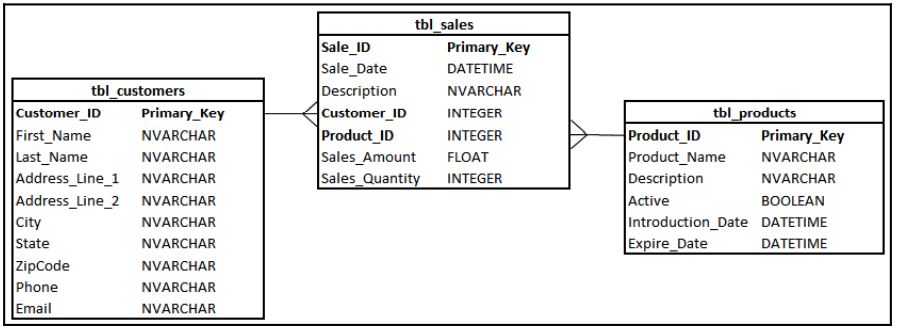 tbl_sales
Sale_ID Primary_Key
Sale_Date DATETIME
Description NVARCHAR
Customer_ID INTEGER
Product_ID INTEGER
Sales_Amount FLOAT
Sales_Quantity INTEGER
tbl_customers
Customer_ID Primary_Key
First_Name NVARCHAR
Last_Name NVARCHAR
Address_Line_1 NVARCHAR
Address_Line_2 NVARCHAR
City NVARCHAR
State NVARCHAR
ZipCode NVARCHAR
Phone NVARCHAR
Email NVARCHAR
tbl_products
Product_ID Primary_Key
Product_Name NVARCHAR
Description NVARCHAR
Active BOOLEAN
Introduction_Date DATETIME
Expire_Date DATETIME